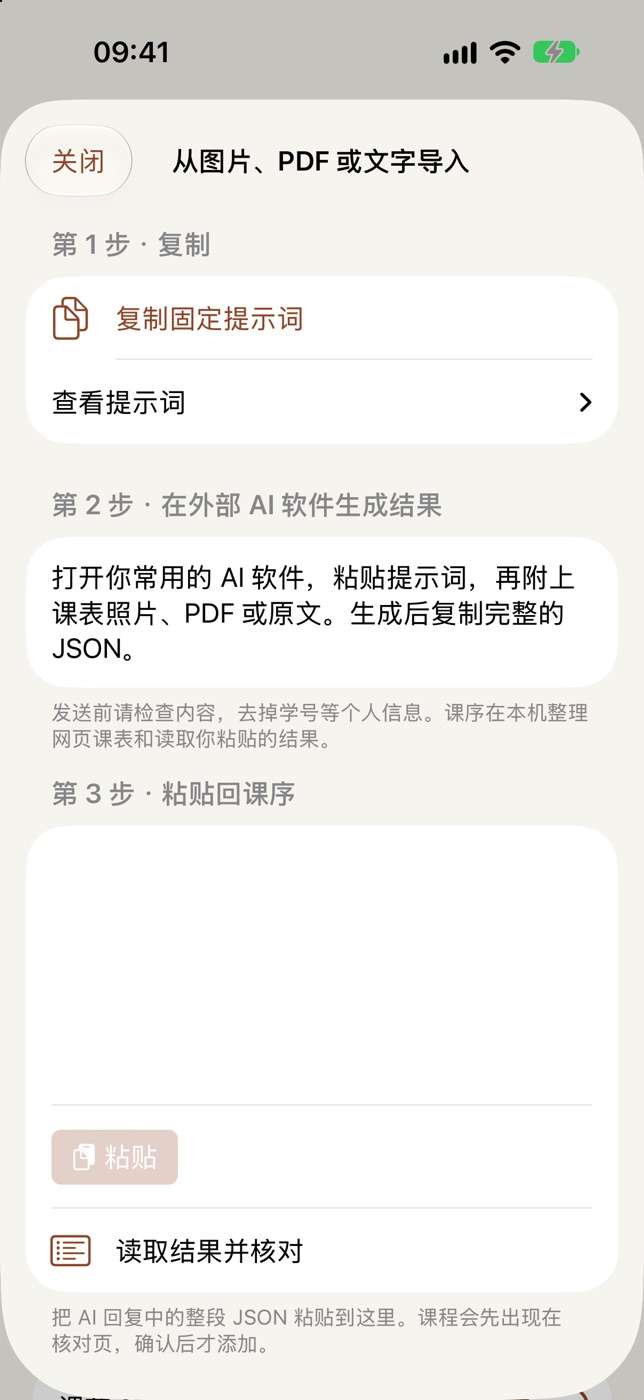 09:41
关闭
从图片、PDF 或文字导入
第 1 步 · 复制
复制固定提示词
查看提示词
第 2 步 · 在外部 AI 软件生成结果
打开你常用的 AI 软件，粘贴提示词，再附上
课表照片、PDF 或原文。生成后复制完整的
JSON。
发送前请检查内容，去掉学号等个人信息。课序在本机整理
网页课表和读取你粘贴的结果。
第 3 步 · 粘贴回课序
粘贴
读取结果并核对
把 AI 回复中的整段 JSON 粘贴到这里。课程会先出现在
核对页，确认后才添加。